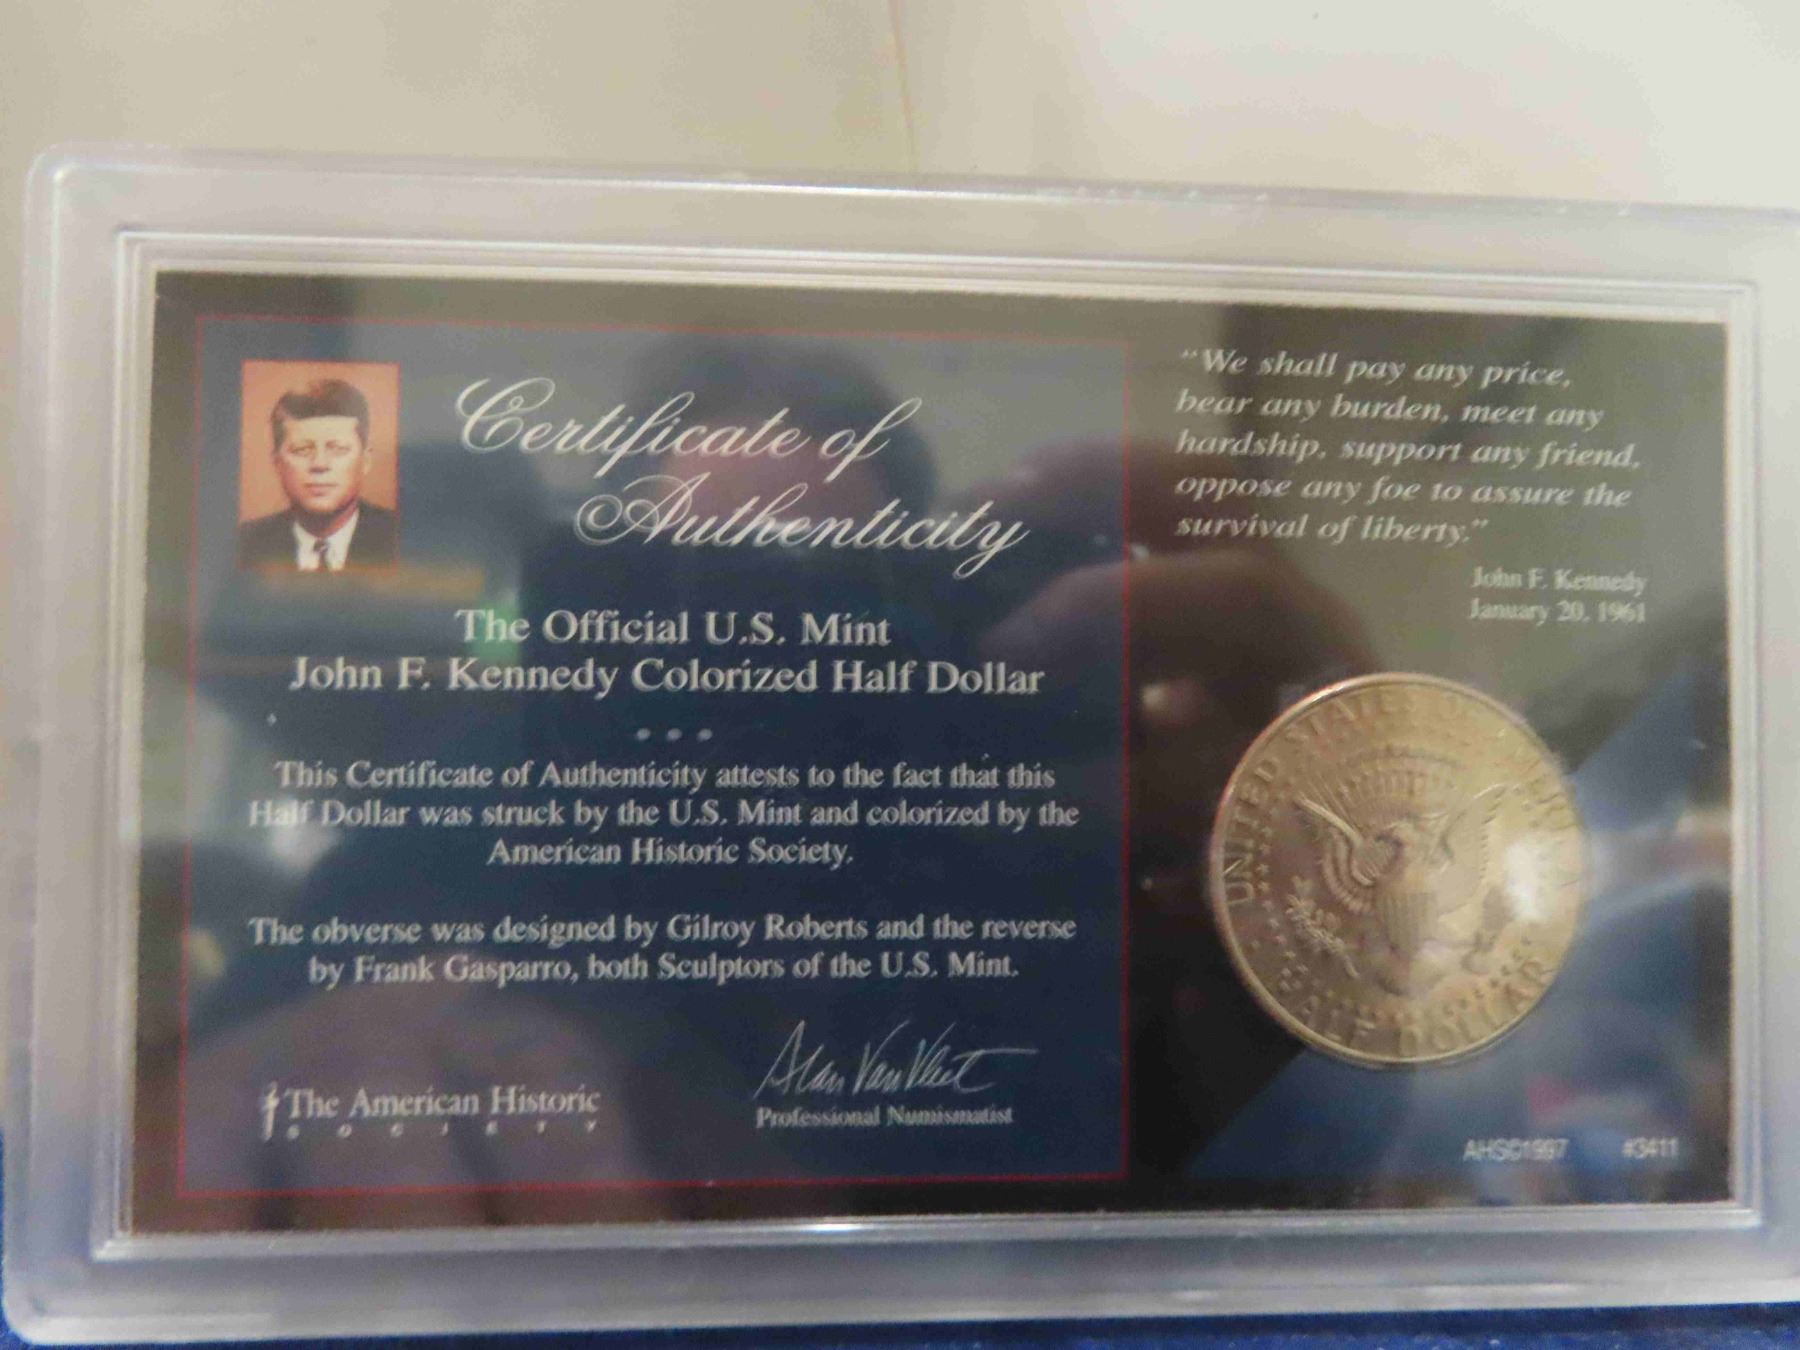 Certificate of
Authenticity
The Official U.S. Mint
John F. Kennedy Colorized Half Dollar
• • •
This Certificate of Authenticity attests to the fact that this
Half Dollar was struck by the U.S. Mint and colorized by the
American Historic Society.
The obverse was designed by Gilroy Roberts and the reverse
by Frank Gasparro, both Sculptors of the U.S. Mint.
The American Historic
SOCIETY
Alan Van Vleet
Professional Numismatist
"We shall pay any price,
bear any burden, meet any
hardship, support any friend,
oppose any foe to assure the
survival of liberty."
John F. Kennedy
January 20, 1961
UNITED STATES OF AMERICA
HALF DOLLAR
#3411